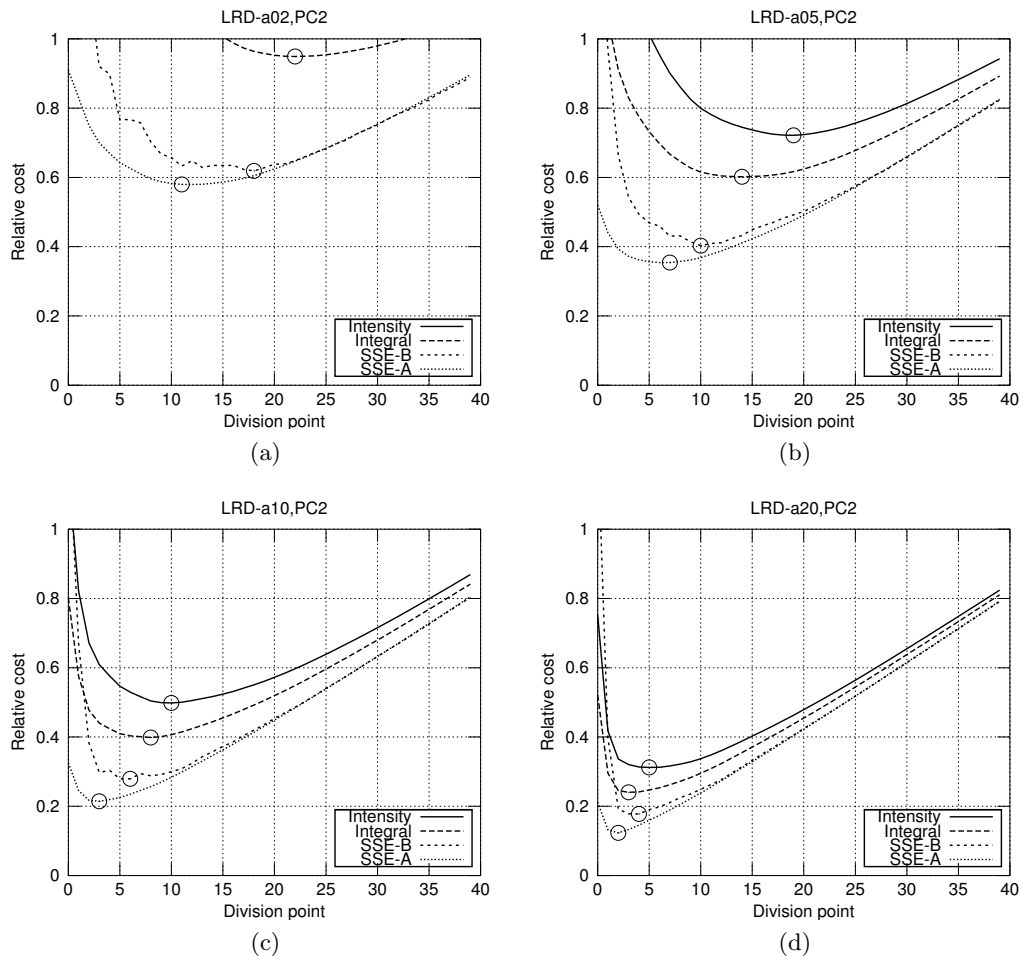 LRD-a02,PC2
1
0.8
0.6
0.4
0.2
0
Relative cost
Intensity
Integral
SSE-B
SSE-A
0 5 10 15 20 25 30 35 40
Division point
(a)
LRD-a05,PC2
1
0.8
0.6
0.4
0.2
0
Relative cost
Intensity
Integral
SSE-B
SSE-A
0 5 10 15 20 25 30 35 40
Division point
(b)
LRD-a10,PC2
1
0.8
0.6
0.4
0.2
0
Relative cost
Intensity
Integral
SSE-B
SSE-A
0 5 10 15 20 25 30 35 40
Division point
(c)
LRD-a20,PC2
1
0.8
0.6
0.4
0.2
0
Relative cost
Intensity
Integral
SSE-B
SSE-A
0 5 10 15 20 25 30 35 40
Division point
(d)